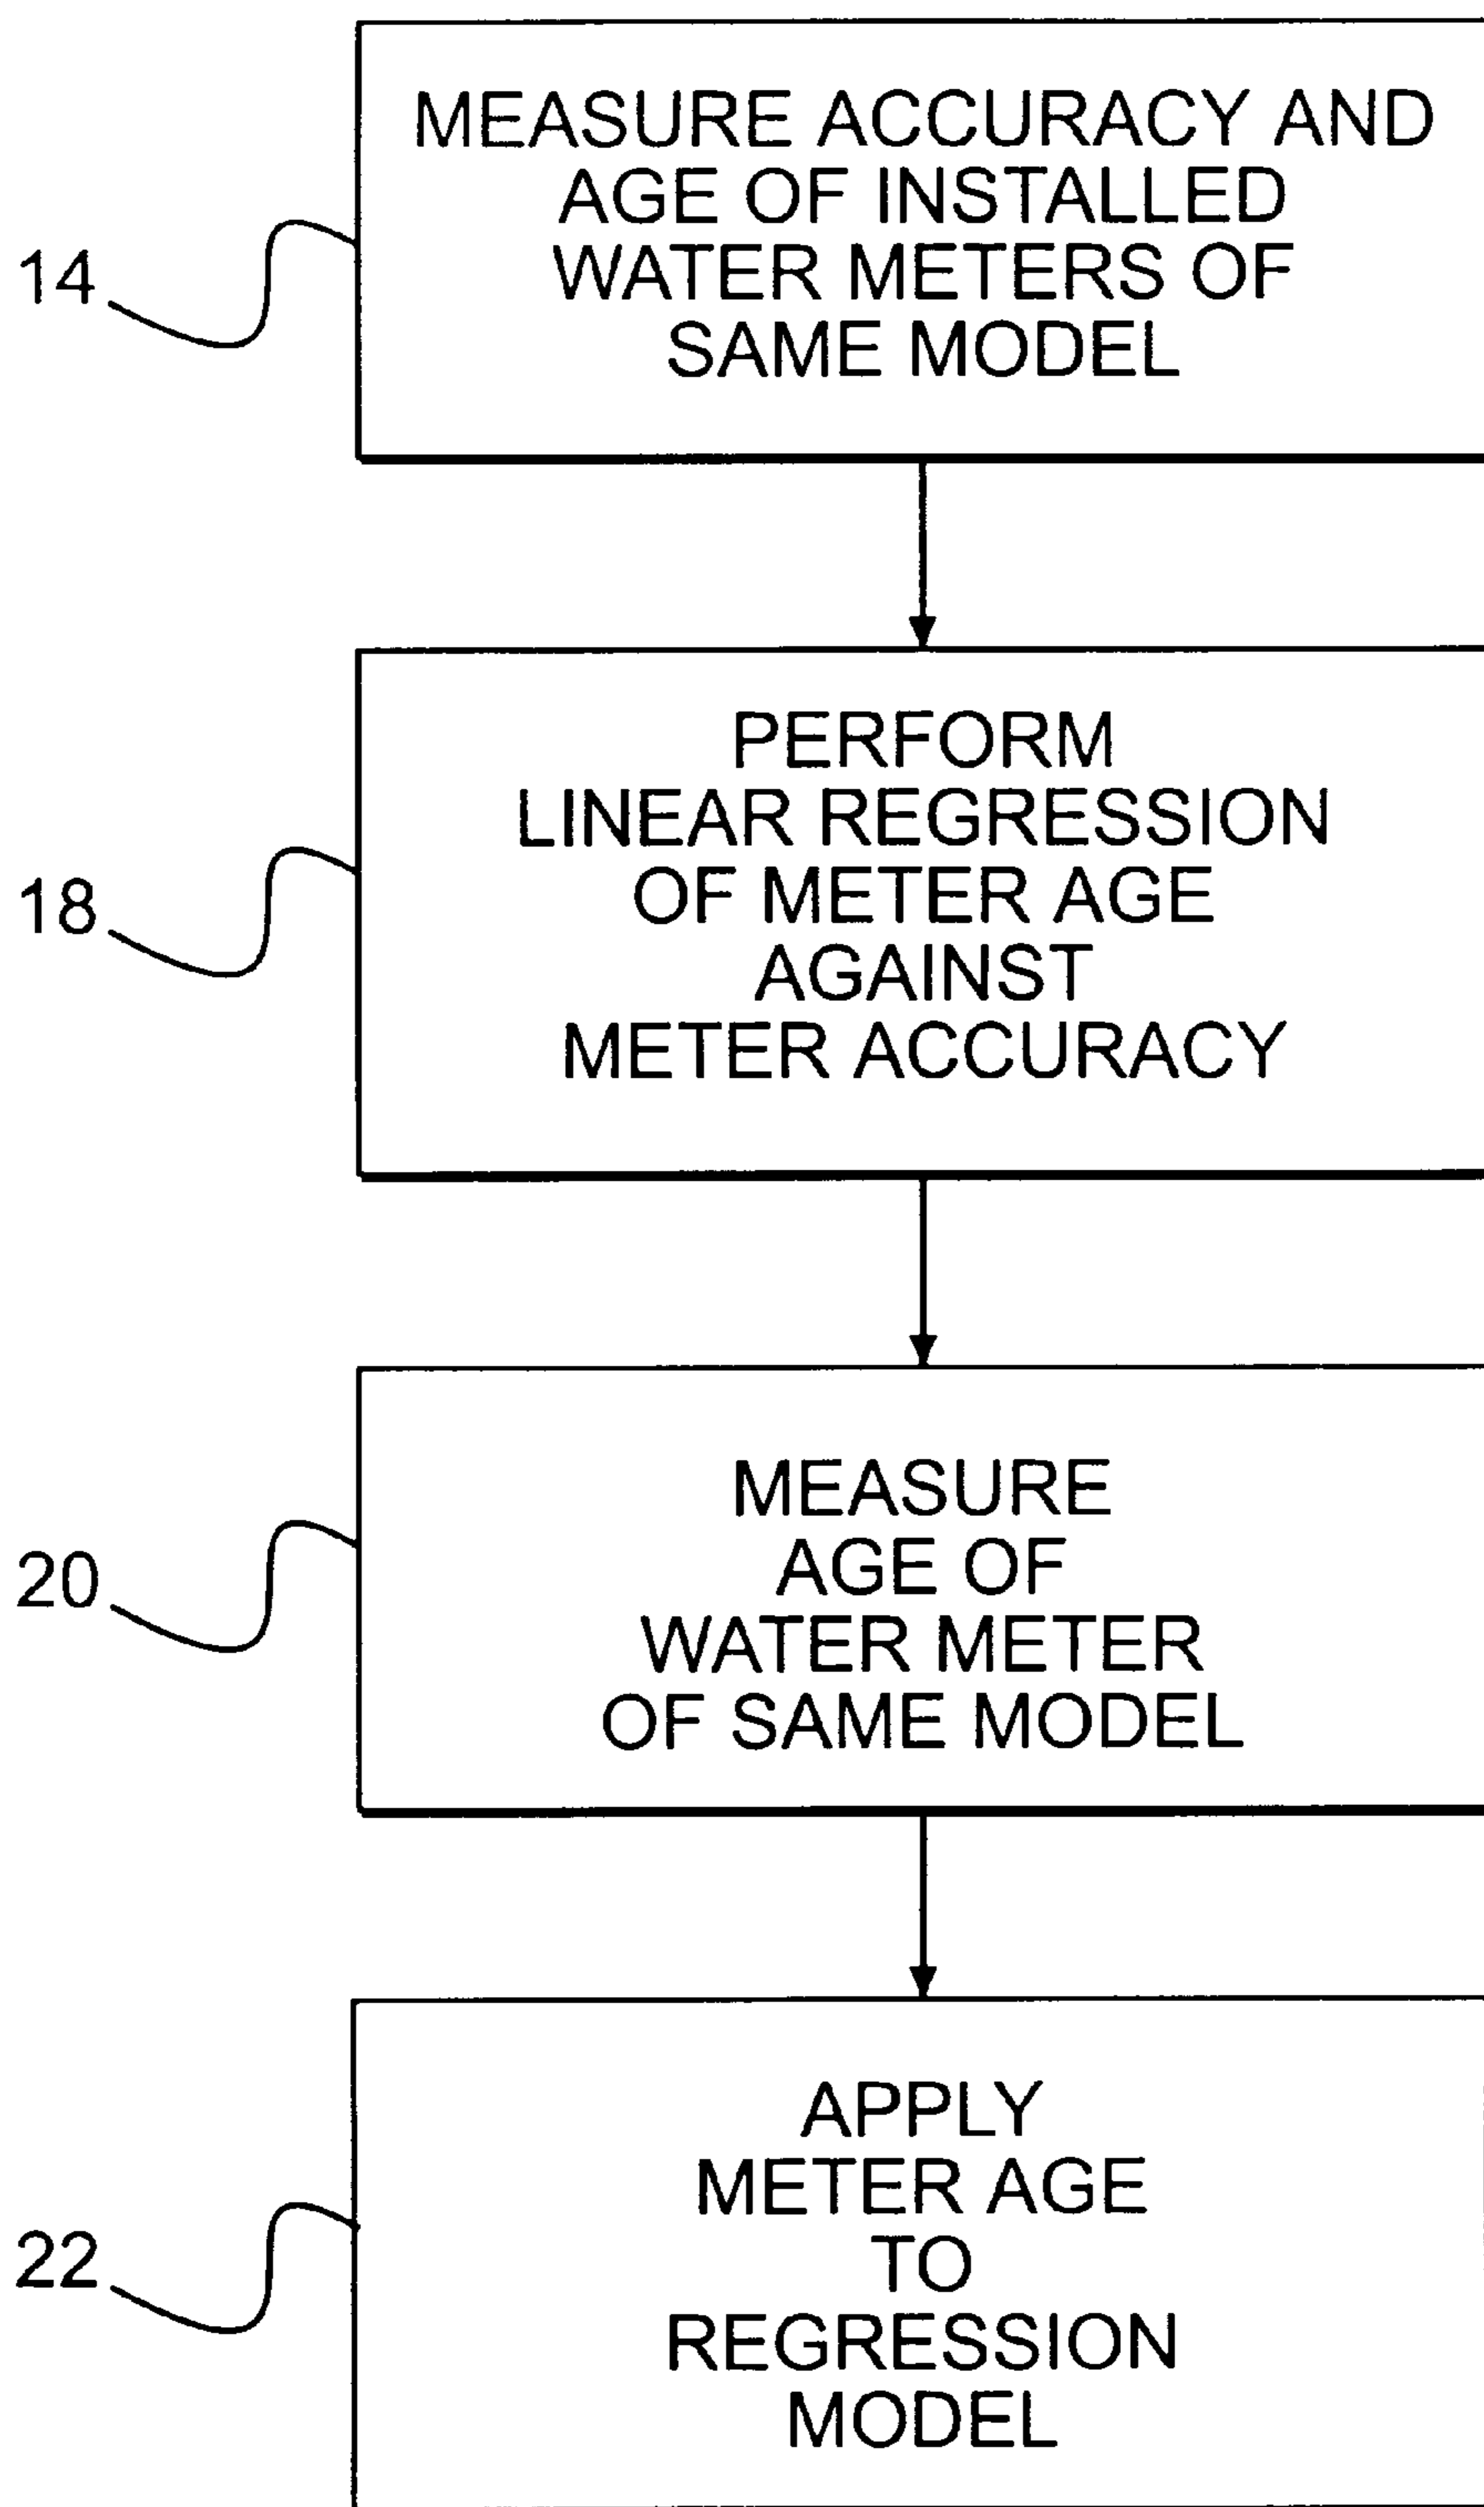 MEASURE ACCURACY AND
AGE OF INSTALLED
WATER METERS OF
SAME MODEL
14
PERFORM
LINEAR REGRESSION
OF METER AGE
AGAINST
METER ACCURACY
18
MEASURE
AGE OF
WATER METER
OF SAME MODEL
20
APPLY
METER AGE
TO
REGRESSION
MODEL
22